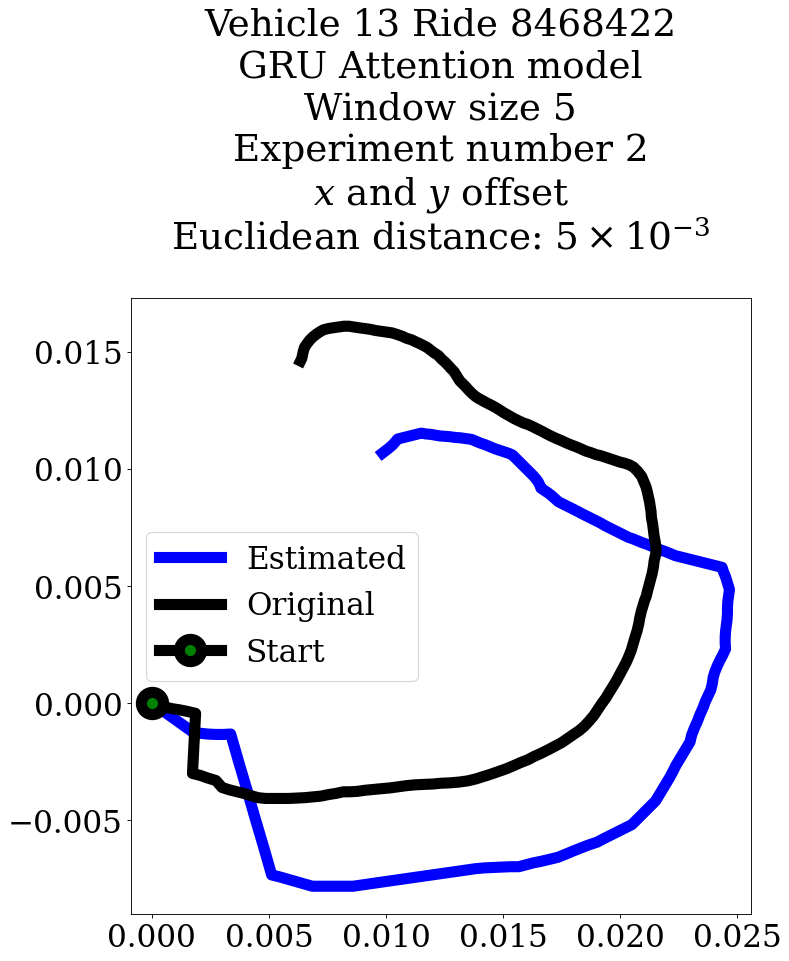 Vehicle 13 Ride 8468422
GRU Attention model
Window size 5
Experiment number 2
x and y offset
Euclidean distance: 5 × 10⁻³
0.015
0.010
0.005
0.000
−0.005
Estimated
Original
Start
0.000 0.005 0.010 0.015 0.020 0.025